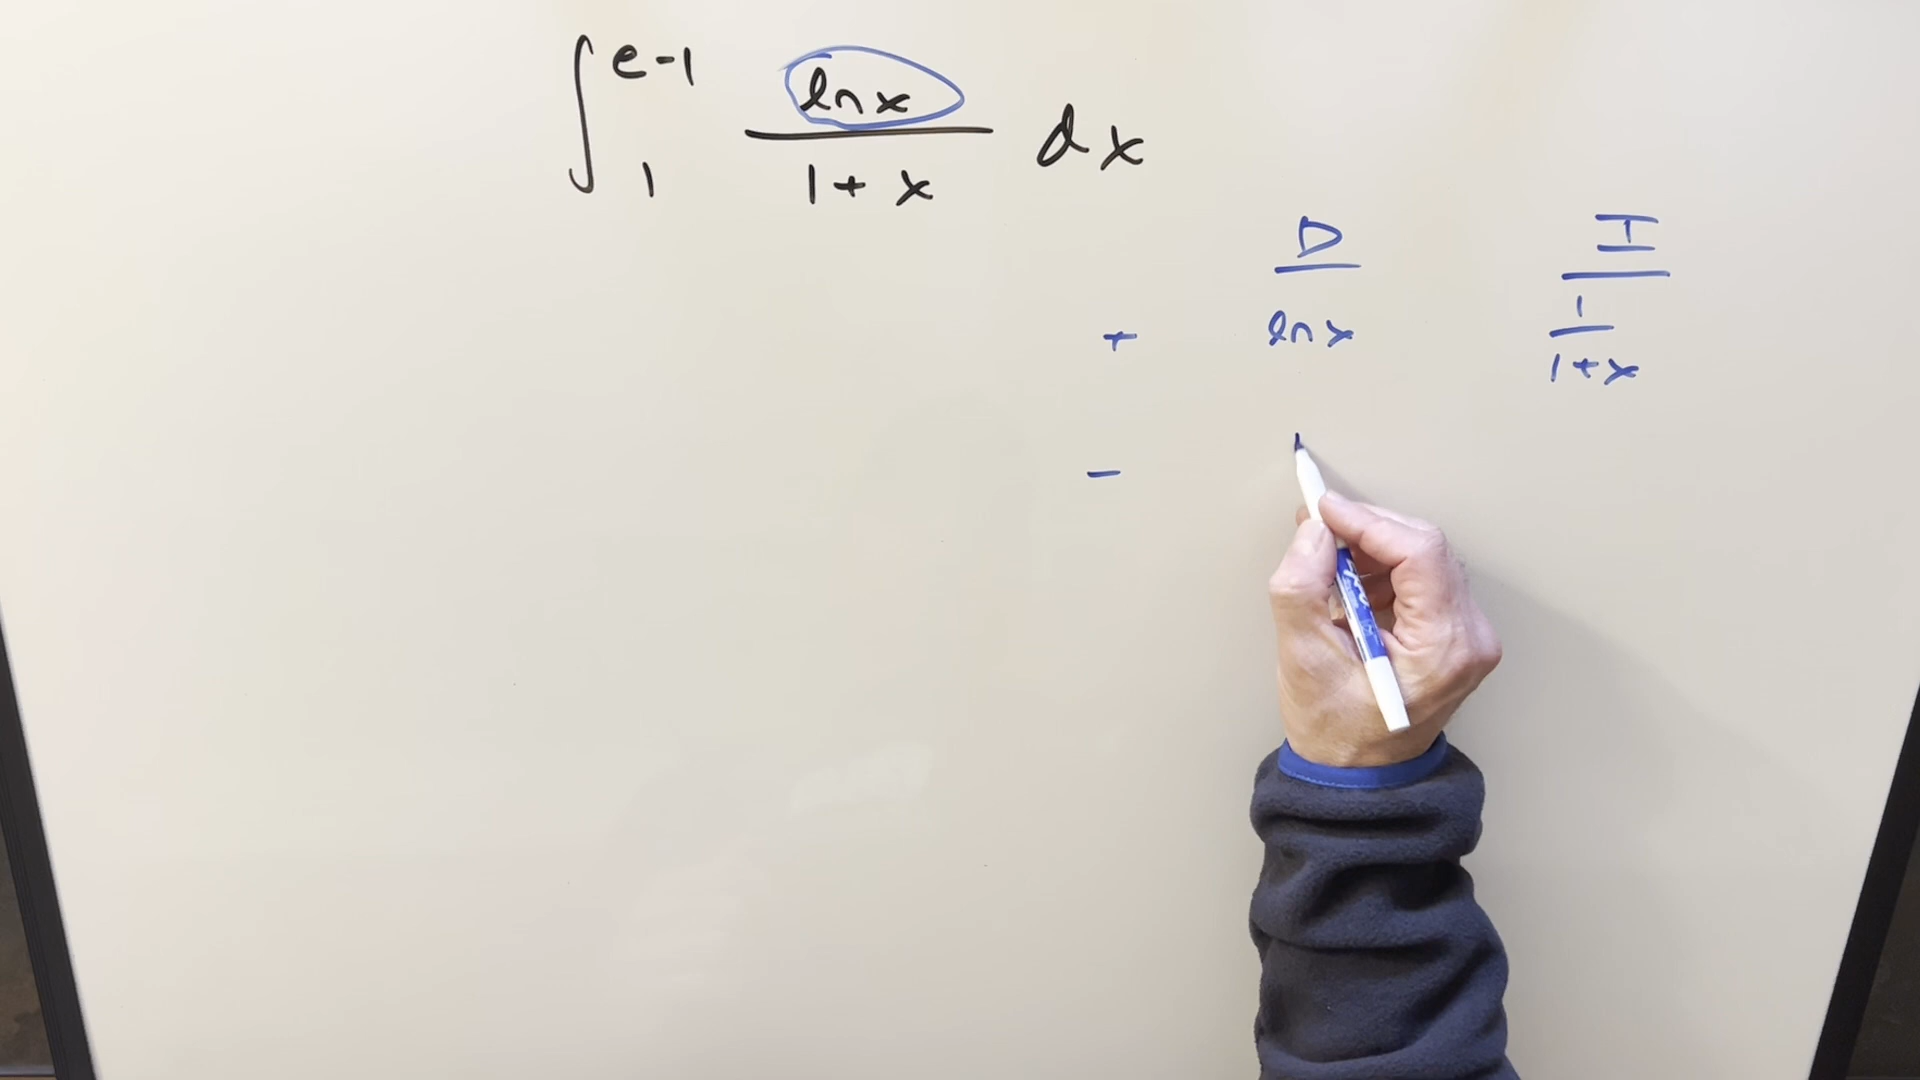 ∫ e-1
ln x
1 + x
dx
1
D I
+ ln x 1
1+x
-